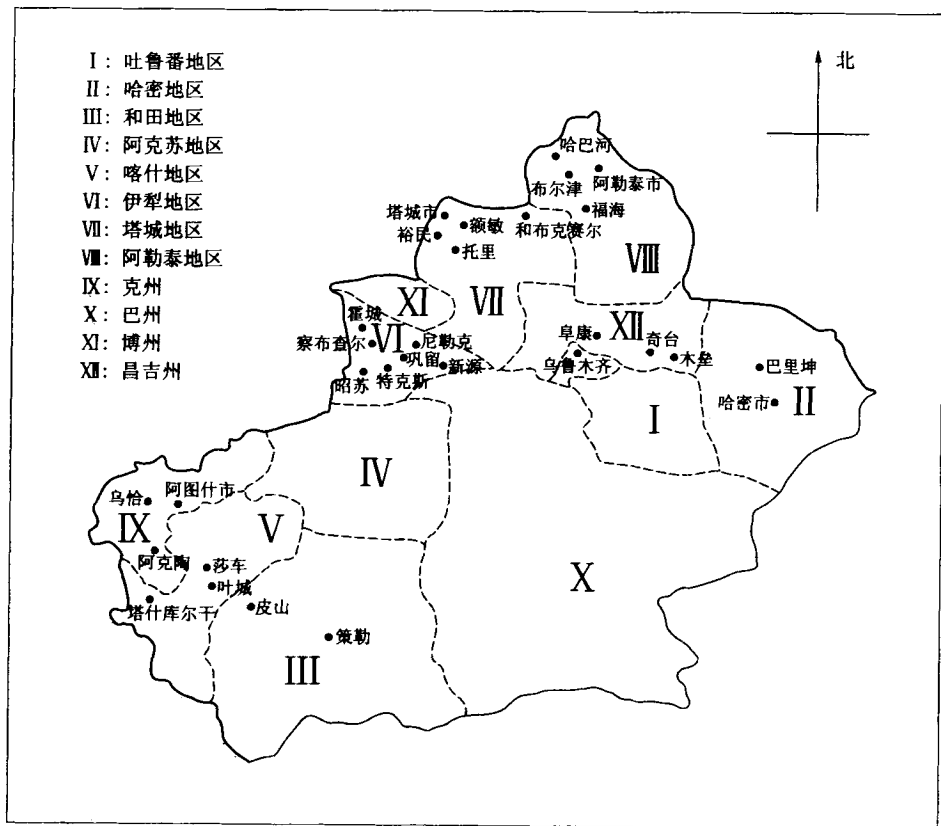 Ⅰ：吐鲁番地区
Ⅱ：哈密地区
Ⅲ：和田地区
Ⅳ：阿克苏地区
Ⅴ：喀什地区
Ⅵ：伊犁地区
Ⅶ：塔城地区
Ⅷ：阿勒泰地区
Ⅸ：克州
Ⅹ：巴州
Ⅺ：博州
Ⅻ：昌吉州
北
哈巴河
布尔津
阿勒泰市
福海
塔城市
额敏
和布克赛尔
裕民
托里
Ⅷ
Ⅺ
Ⅶ
霍城
Ⅵ
察布查尔
尼勒克
巩留
新源
昭苏
特克斯
Ⅻ
阜康
奇台
木垒
乌鲁木齐
巴里坤
哈密市
Ⅱ
Ⅰ
Ⅳ
乌恰
阿图什市
Ⅸ
Ⅴ
阿克陶
莎车
叶城
塔什库尔干
皮山
策勒
Ⅲ
Ⅹ